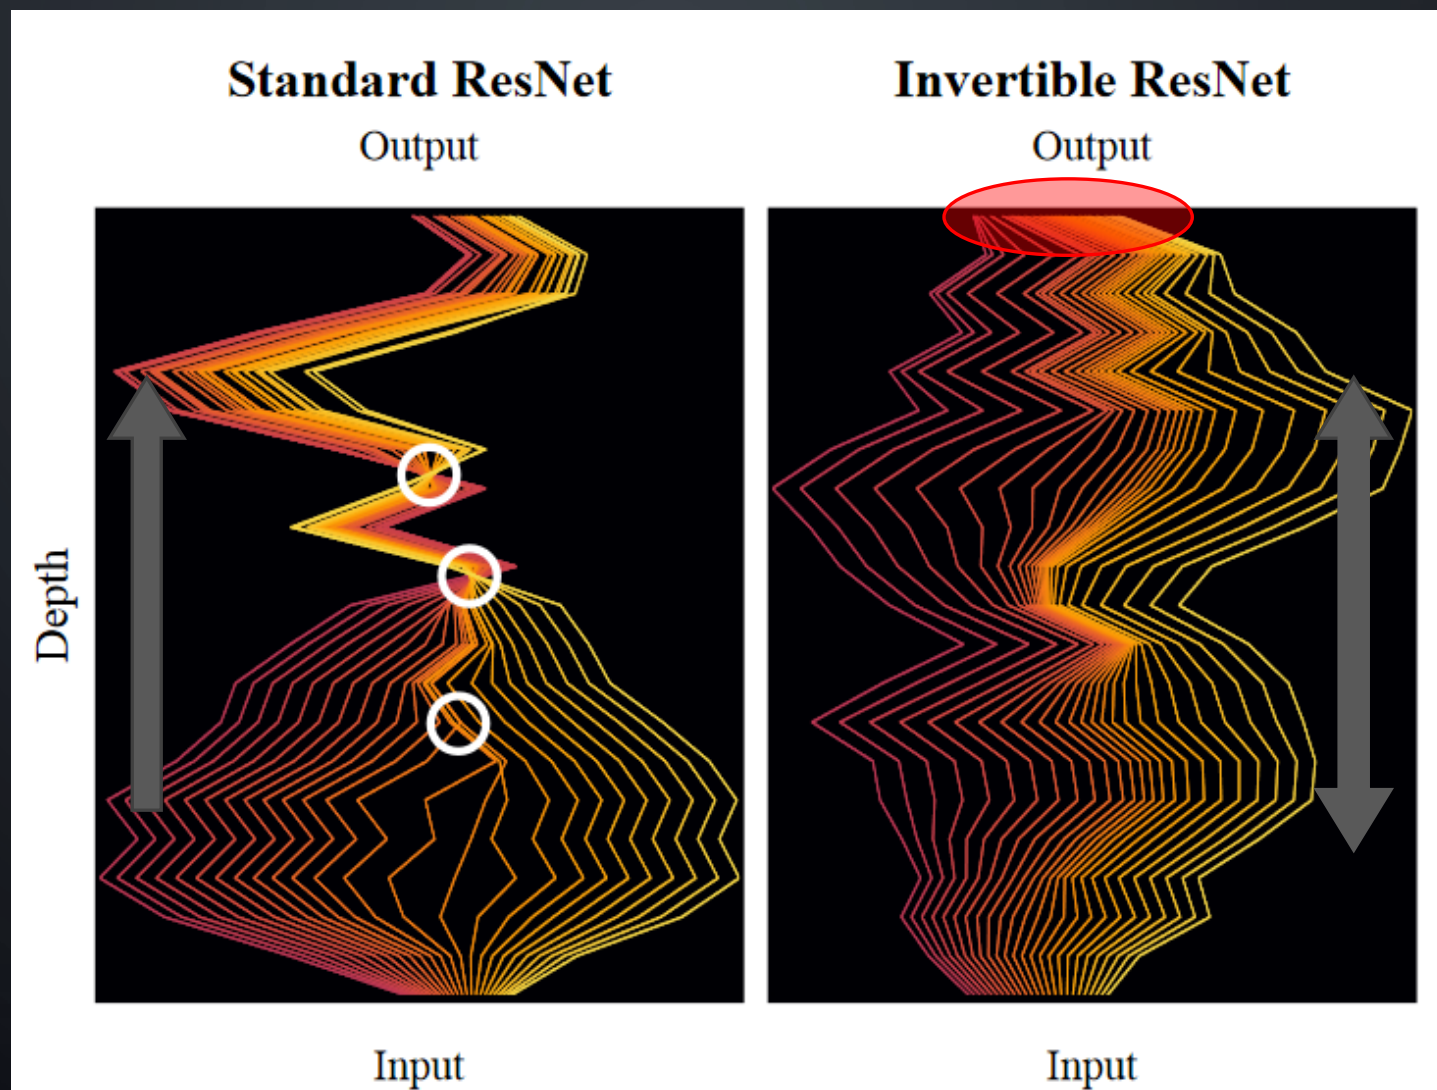 Standard ResNet
Output
Invertible ResNet
Output
Depth
Input
Input